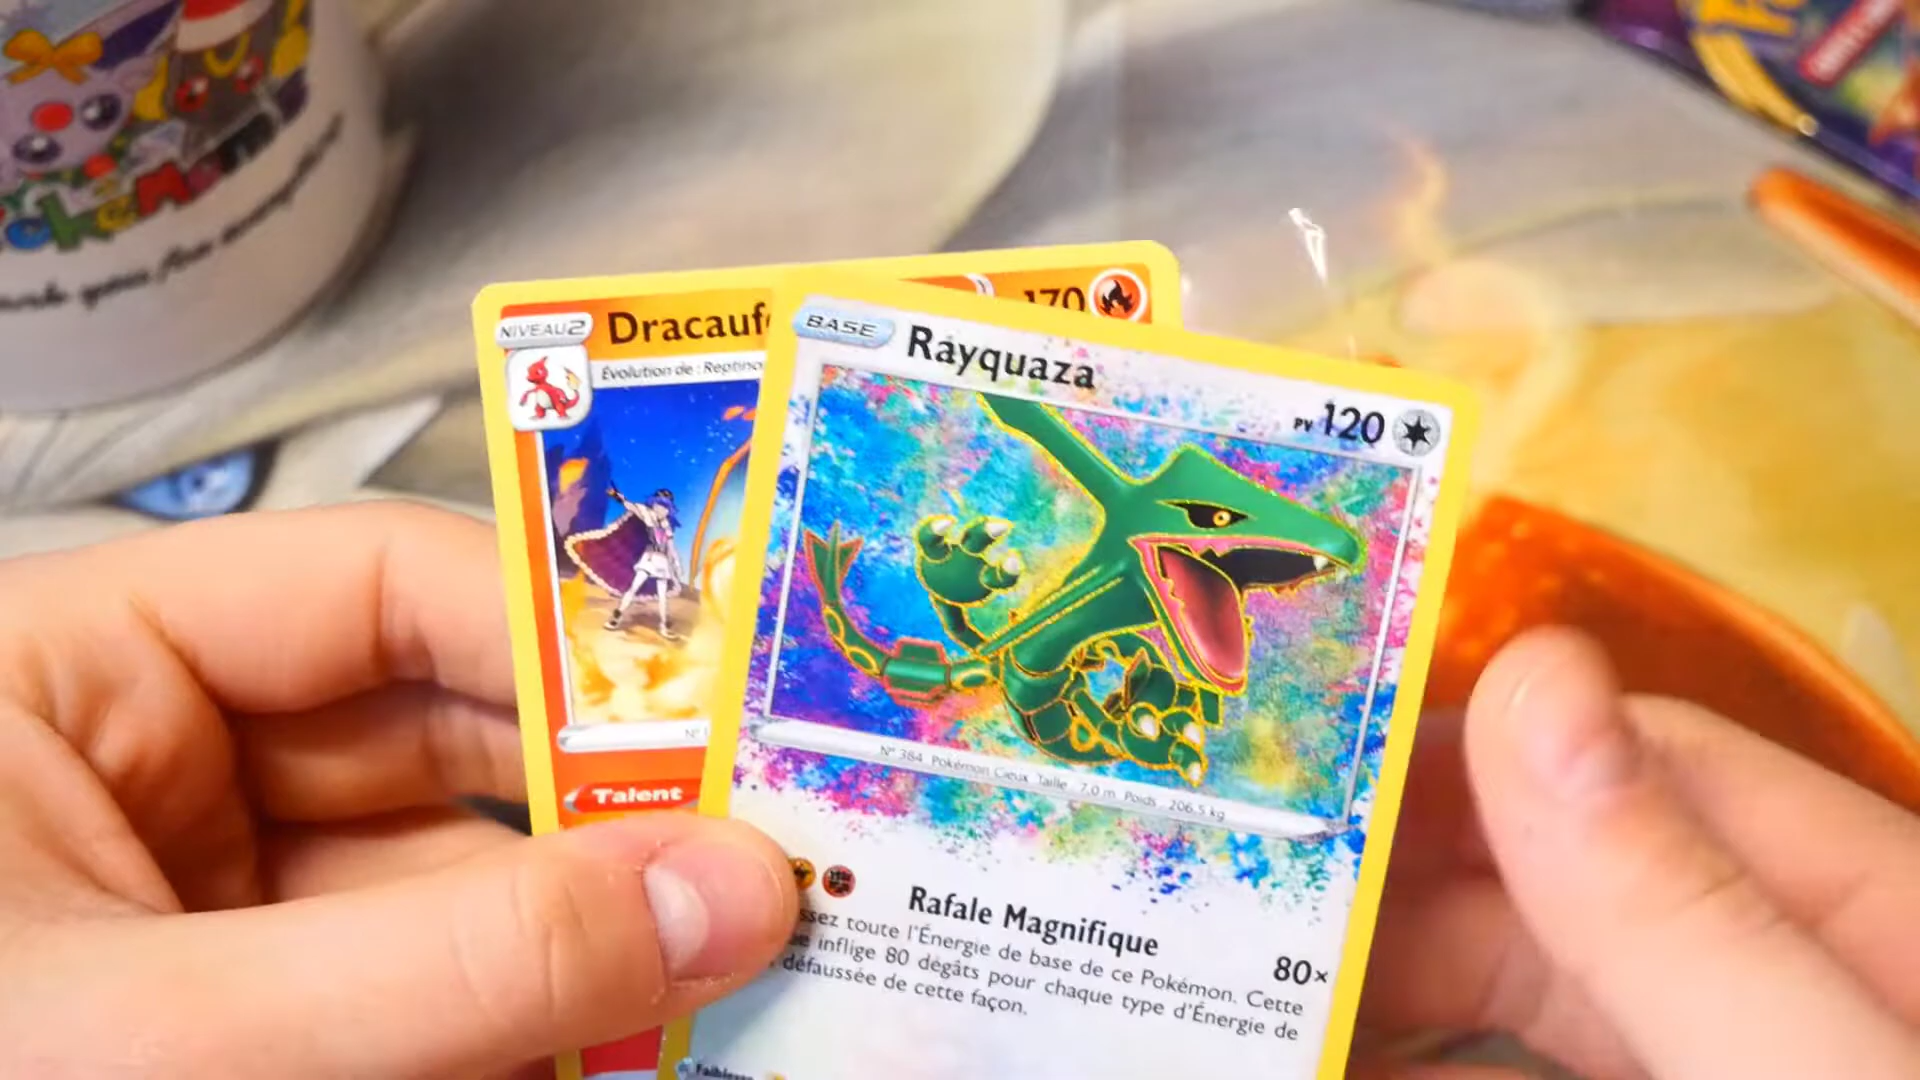 NIVEAU2
Dracauf
170
Évolution de : Reptinc
Talent
BASE
Rayquaza
PV 120
N° 384 Pokémon Cieux Taille : 7,0 m Poids : 206,5 kg
Rafale Magnifique
80×
ssez toute l'Énergie de base de ce Pokémon. Cette
inflige 80 dégâts pour chaque type d'Énergie de
défaussée de cette façon.
Faiblesse